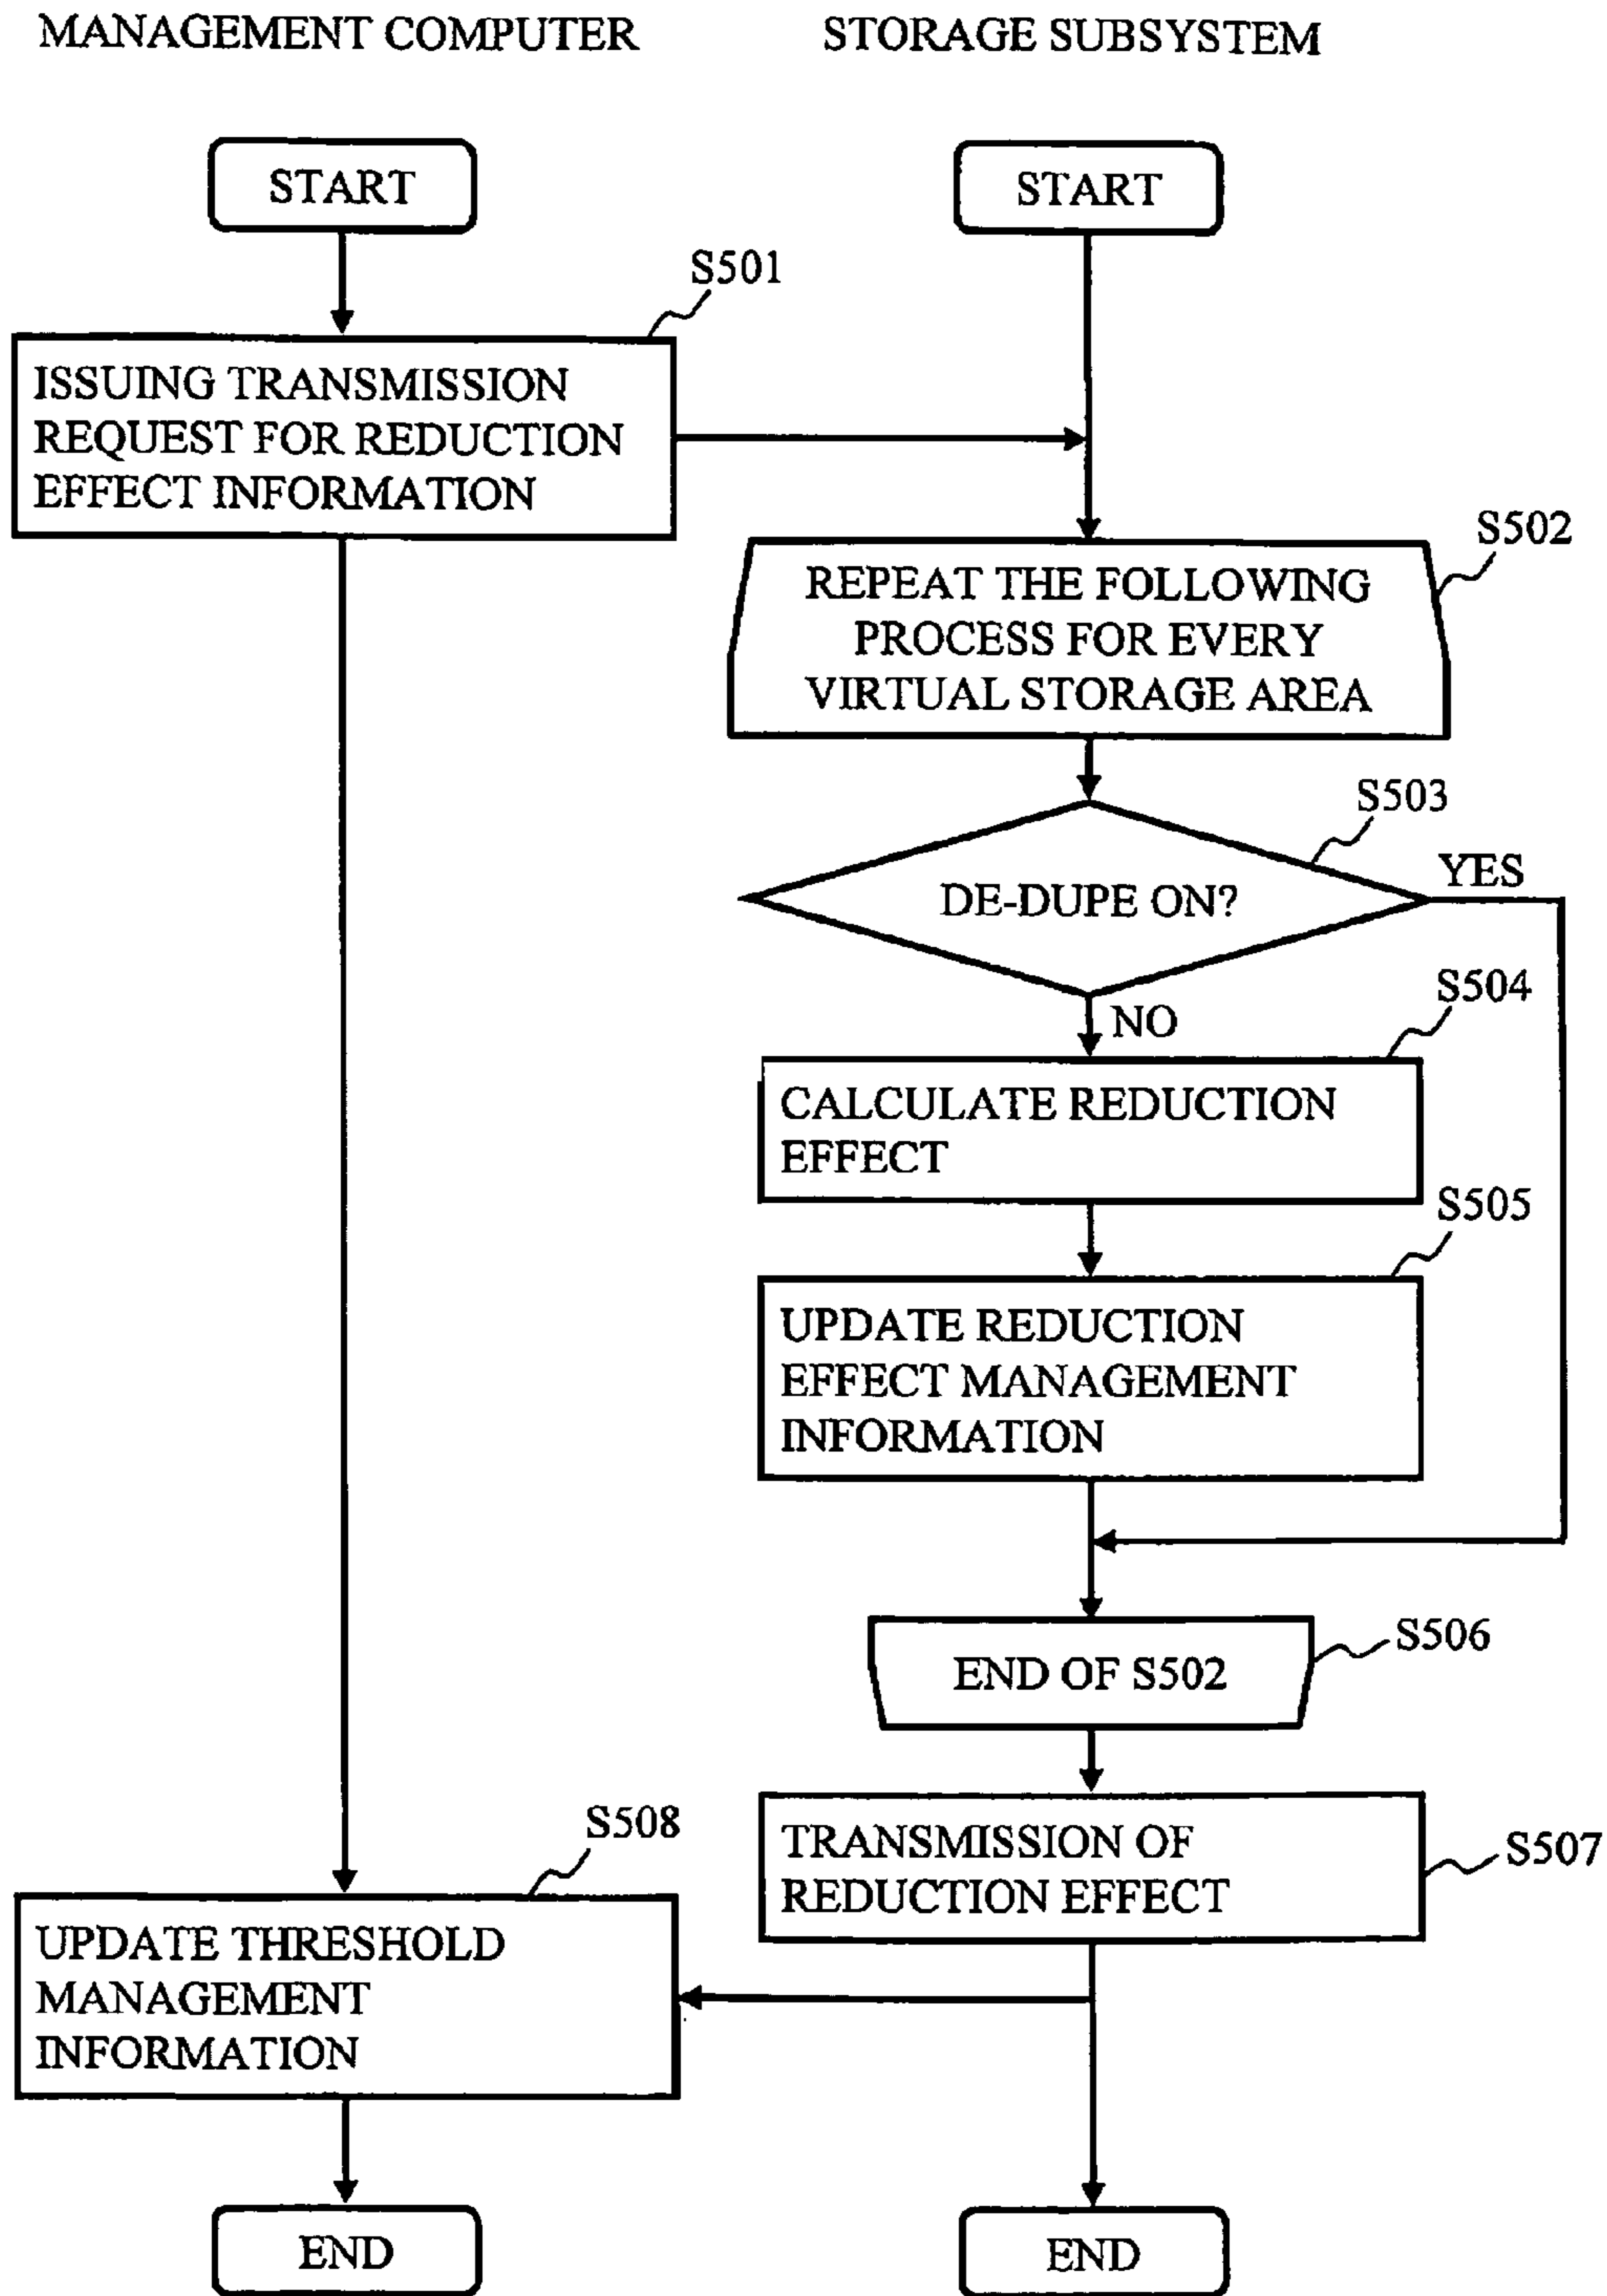 MANAGEMENT COMPUTER
STORAGE SUBSYSTEM
START
START
S501
ISSUING TRANSMISSION
REQUEST FOR REDUCTION
EFFECT INFORMATION
S502
REPEAT THE FOLLOWING
PROCESS FOR EVERY
VIRTUAL STORAGE AREA
S503
DE-DUPE ON?
YES
NO
S504
CALCULATE REDUCTION
EFFECT
S505
UPDATE REDUCTION
EFFECT MANAGEMENT
INFORMATION
S506
END OF S502
S507
TRANSMISSION OF
REDUCTION EFFECT
S508
UPDATE THRESHOLD
MANAGEMENT
INFORMATION
END
END